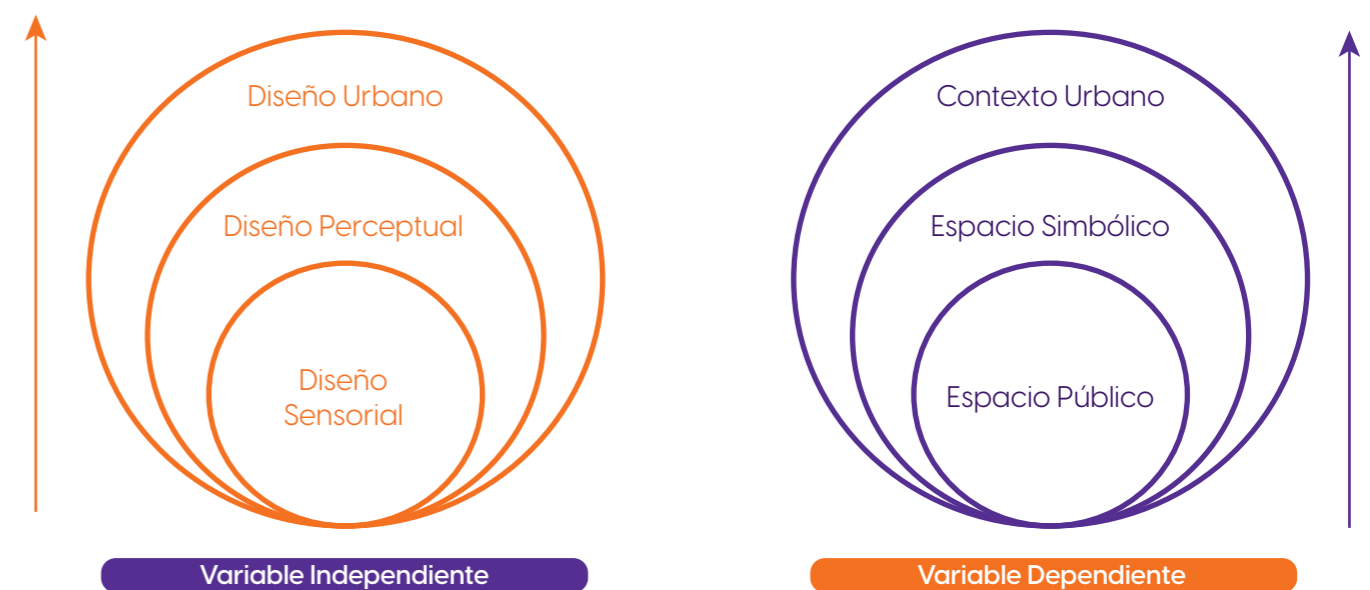 Diseño Urbano
Diseño Perceptual
Diseño
Sensorial
Variable Independiente
Contexto Urbano
Espacio Simbólico
Espacio Público
Variable Dependiente